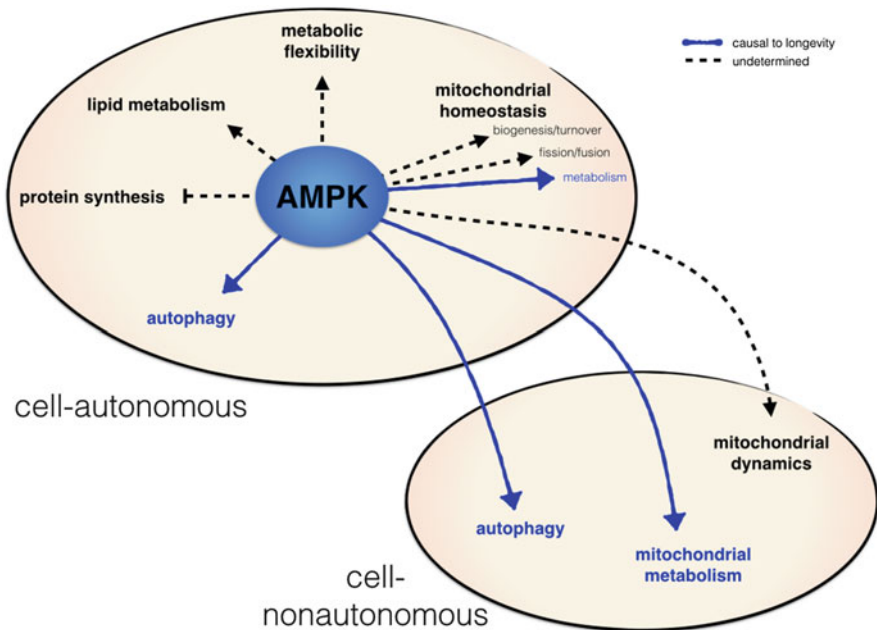 metabolic
flexibility
causal to longevity
undetermined
lipid metabolism
mitochondrial
homeostasis
biogenesis/turnover
fission/fusion
metabolism
protein synthesis
AMPK
autophagy
cell-autonomous
mitochondrial
dynamics
autophagy
mitochondrial
metabolism
cell-
nonautonomous